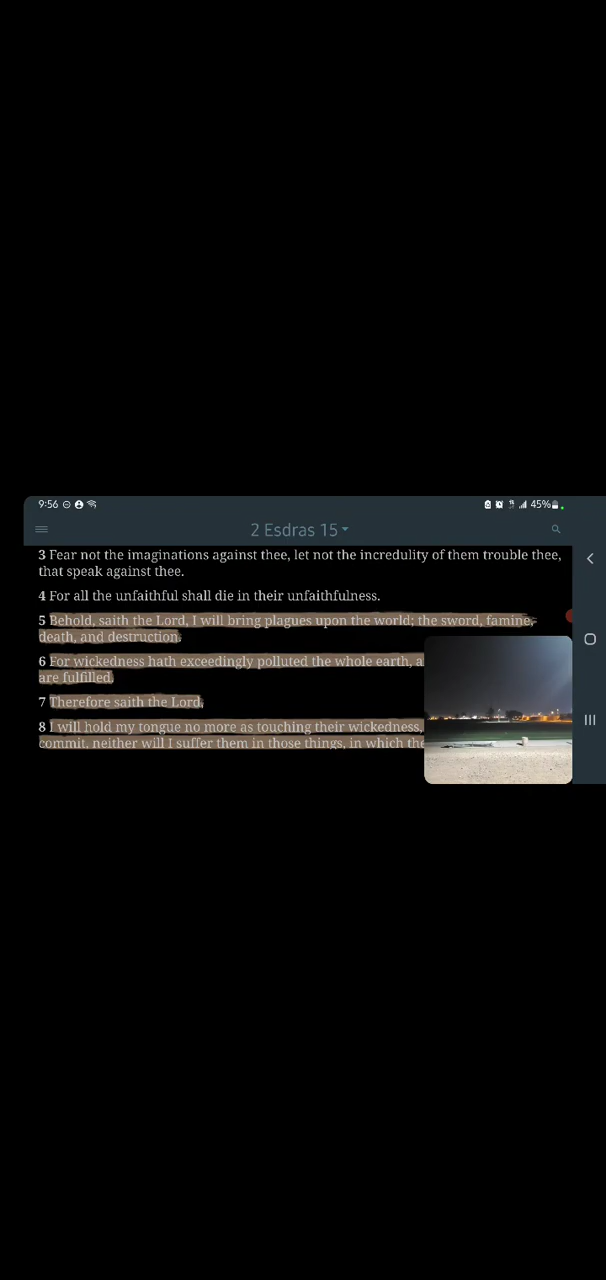 9:56
45%
2 Esdras 15
3 Fear not the imaginations against thee, let not the incredulity of them trouble thee,
that speak against thee.
4 For all the unfaithful shall die in their unfaithfulness.
5 Behold, saith the Lord, I will bring plagues upon the world; the sword, famine,
death, and destruction.
6 For wickedness hath exceedingly polluted the whole earth, a
are fulfilled.
7 Therefore saith the Lord,
8 I will hold my tongue no more as touching their wickedness,
commit, neither will I suffer them in those things, in which the